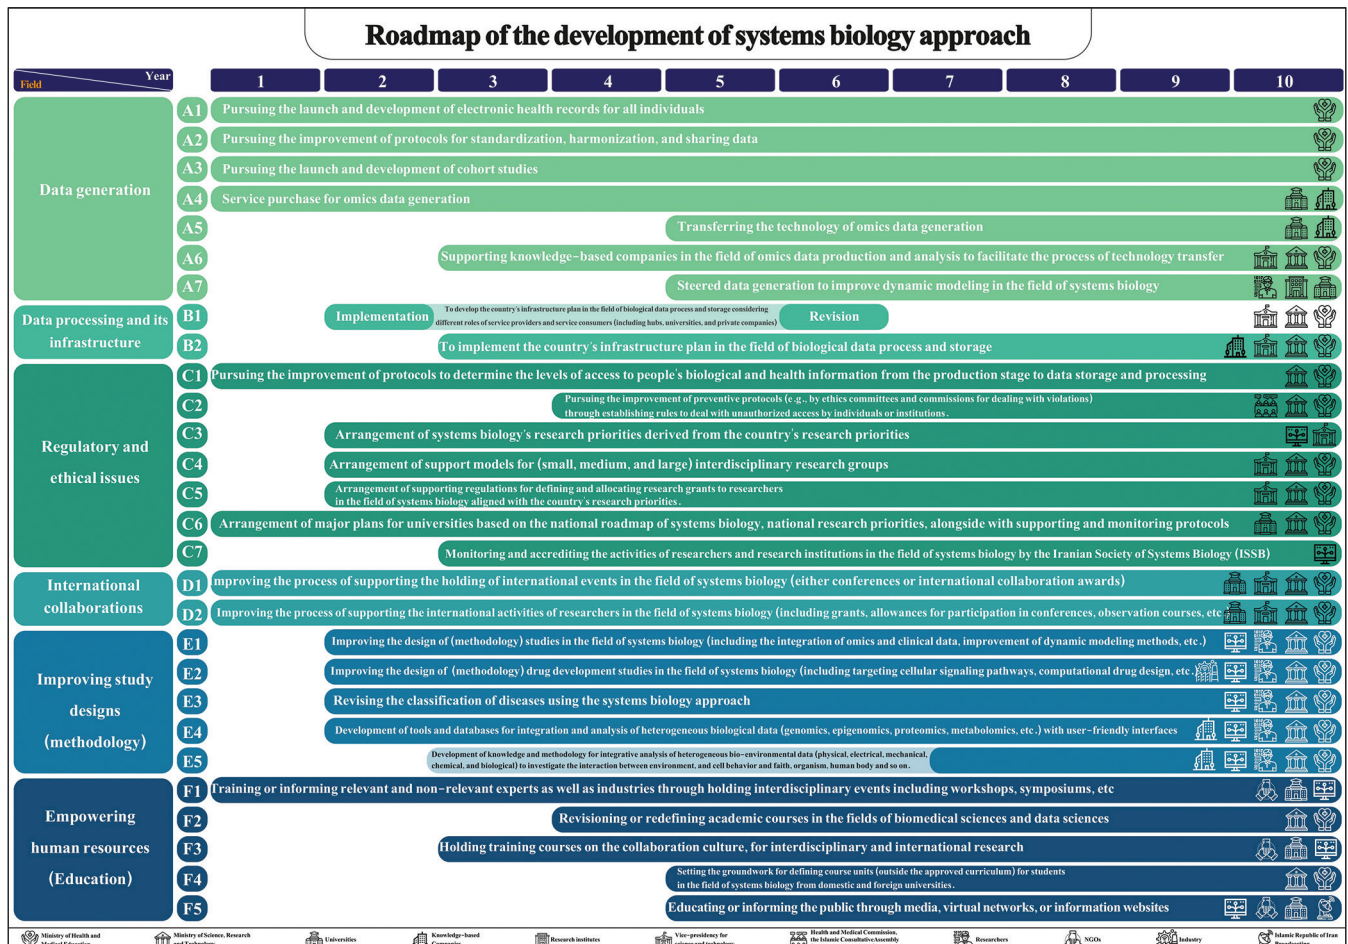 Roadmap of the development of systems biology approach
Year
Field
1 2 3 4 5 6 7 8 9 10
Data generation
A1 Pursuing the launch and development of electronic health records for all individuals
A2 Pursuing the improvement of protocols for standardization, harmonization, and sharing data
A3 Pursuing the launch and development of cohort studies
A4 Service purchase for omics data generation
A5 Transferring the technology of omics data generation
A6 Supporting knowledge-based companies in the field of omics data production and analysis to facilitate the process of technology transfer
A7 Steered data generation to improve dynamic modeling in the field of systems biology
Data processing and its
infrastructure
B1 Implementation
To develop the country's infrastructure plan in the field of biological data process and storage considering
different roles of service providers and service consumers (including hubs, universities, and private companies)
Revision
B2 To implement the country's infrastructure plan in the field of biological data process and storage
Regulatory and
ethical issues
C1 Pursuing the improvement of protocols to determine the levels of access to people's biological and health information from the production stage to data storage and processing
C2 Pursuing the improvement of preventive protocols (e.g., by ethics committees and commissions for dealing with violations)
through establishing rules to deal with unauthorized access by individuals or institutions.
C3 Arrangement of systems biology's research priorities derived from the country's research priorities
C4 Arrangement of support models for (small, medium, and large) interdisciplinary research groups
C5 Arrangement of supporting regulations for defining and allocating research grants to researchers
in the field of systems biology aligned with the country's research priorities.
C6 Arrangement of major plans for universities based on the national roadmap of systems biology, national research priorities, alongside with supporting and monitoring protocols
C7 Monitoring and accrediting the activities of researchers and research institutions in the field of systems biology by the Iranian Society of Systems Biology (ISSB)
International
collaborations
D1 mproving the process of supporting the holding of international events in the field of systems biology (either conferences or international collaboration awards)
D2 Improving the process of supporting the international activities of researchers in the field of systems biology (including grants, allowances for participation in conferences, observation courses, etc
Improving study
designs
(methodology)
E1 Improving the design of (methodology) studies in the field of systems biology (including the integration of omics and clinical data, improvement of dynamic modeling methods, etc.)
E2 Improving the design of (methodology) drug development studies in the field of systems biology (including targeting cellular signaling pathways, computational drug design, etc.
E3 Revising the classification of diseases using the systems biology approach
E4 Development of tools and databases for integration and analysis of heterogeneous biological data (genomics, epigenomics, proteomics, metabolomics, etc.) with user-friendly interfaces
E5 Development of knowledge and methodology for integrative analysis of heterogeneous bio-environmental data (physical, electrical, mechanical,
chemical, and biological) to investigate the interaction between environment, and cell behavior and faith, organism, human body and so on.
Empowering
human resources
(Education)
F1 Training or informing relevant and non-relevant experts as well as industries through holding interdisciplinary events including workshops, symposiums, etc
F2 Revisioning or redefining academic courses in the fields of biomedical sciences and data sciences
F3 Holding training courses on the collaboration culture, for interdisciplinary and international research
F4 Setting the groundwork for defining course units (outside the approved curriculum) for students
in the field of systems biology from domestic and foreign universities.
F5 Educating or informing the public through media, virtual networks, or information websites
Ministry of Health and
Medical Education
Ministry of Science, Research
and Technology
Universities
Knowledge-based
Companies
Research institutes
Vice-presidency for
science and technology
Health and Medical Commission,
the Islamic Consultative Assembly
Researchers
NGOs
Industry
Islamic Republic of Iran
Broadcasting